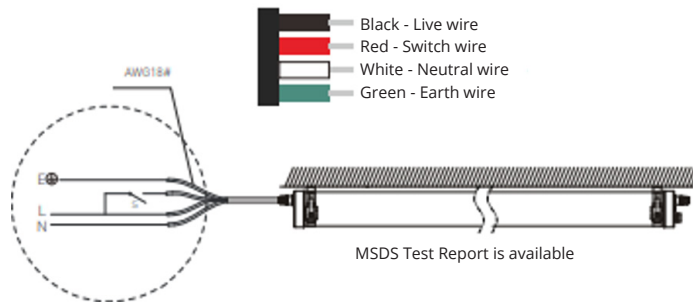 Black - Live wire
Red - Switch wire
White - Neutral wire
Green - Earth wire
AWG18#
E
S
L
N
MSDS Test Report is available